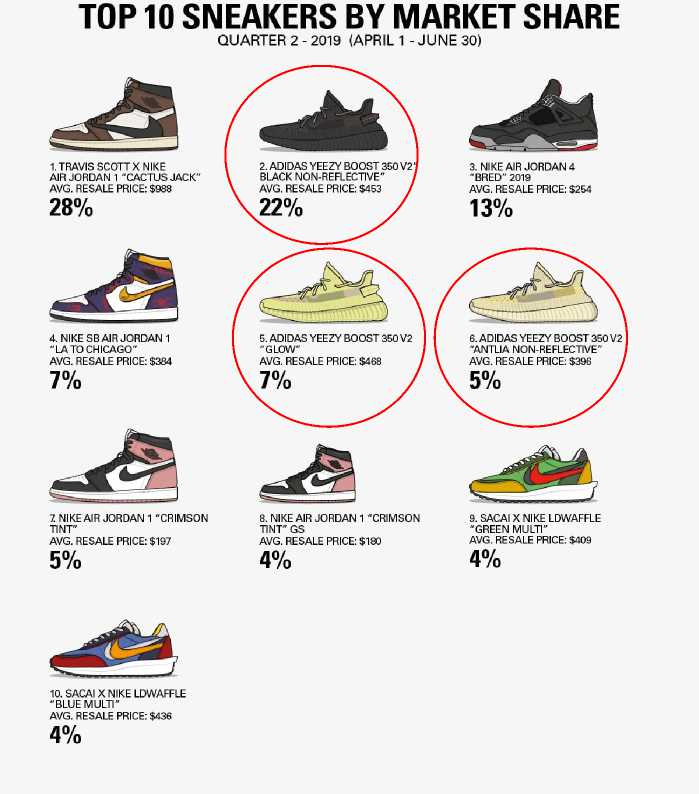 TOP 10 SNEAKERS BY MARKET SHARE
QUARTER 2 - 2019 (APRIL 1 - JUNE 30)
1. TRAVIS SCOTT X NIKE
AIR JORDAN 1 "CACTUS JACK"
AVG. RESALE PRICE: $988
28%
2. ADIDAS YEEZY BOOST 350 V2"
BLACK NON-REFLECTIVE"
AVG. RESALE PRICE: $453
22%
3. NIKE AIR JORDAN 4
"BRED" 2019
AVG. RESALE PRICE: $254
13%
4. NIKE SB AIR JORDAN 1
"LA TO CHICAGO"
AVG. RESALE PRICE: $384
7%
5. ADIDAS YEEZY BOOST 350 V2
"GLOW"
AVG. RESALE PRICE: $468
7%
6. ADIDAS YEEZY BOOST 350 V2
"ANTLIA NON-REFLECTIVE"
AVG. RESALE PRICE: $396
5%
7. NIKE AIR JORDAN 1 "CRIMSON
TINT"
AVG. RESALE PRICE: $197
5%
8. NIKE AIR JORDAN 1 "CRIMSON
TINT" GS
AVG. RESALE PRICE: $180
4%
9. SACAI X NIKE LDWAFFLE
"GREEN MULTI"
AVG. RESALE PRICE: $409
4%
10. SACAI X NIKE LDWAFFLE
"BLUE MULTI"
AVG. RESALE PRICE: $436
4%